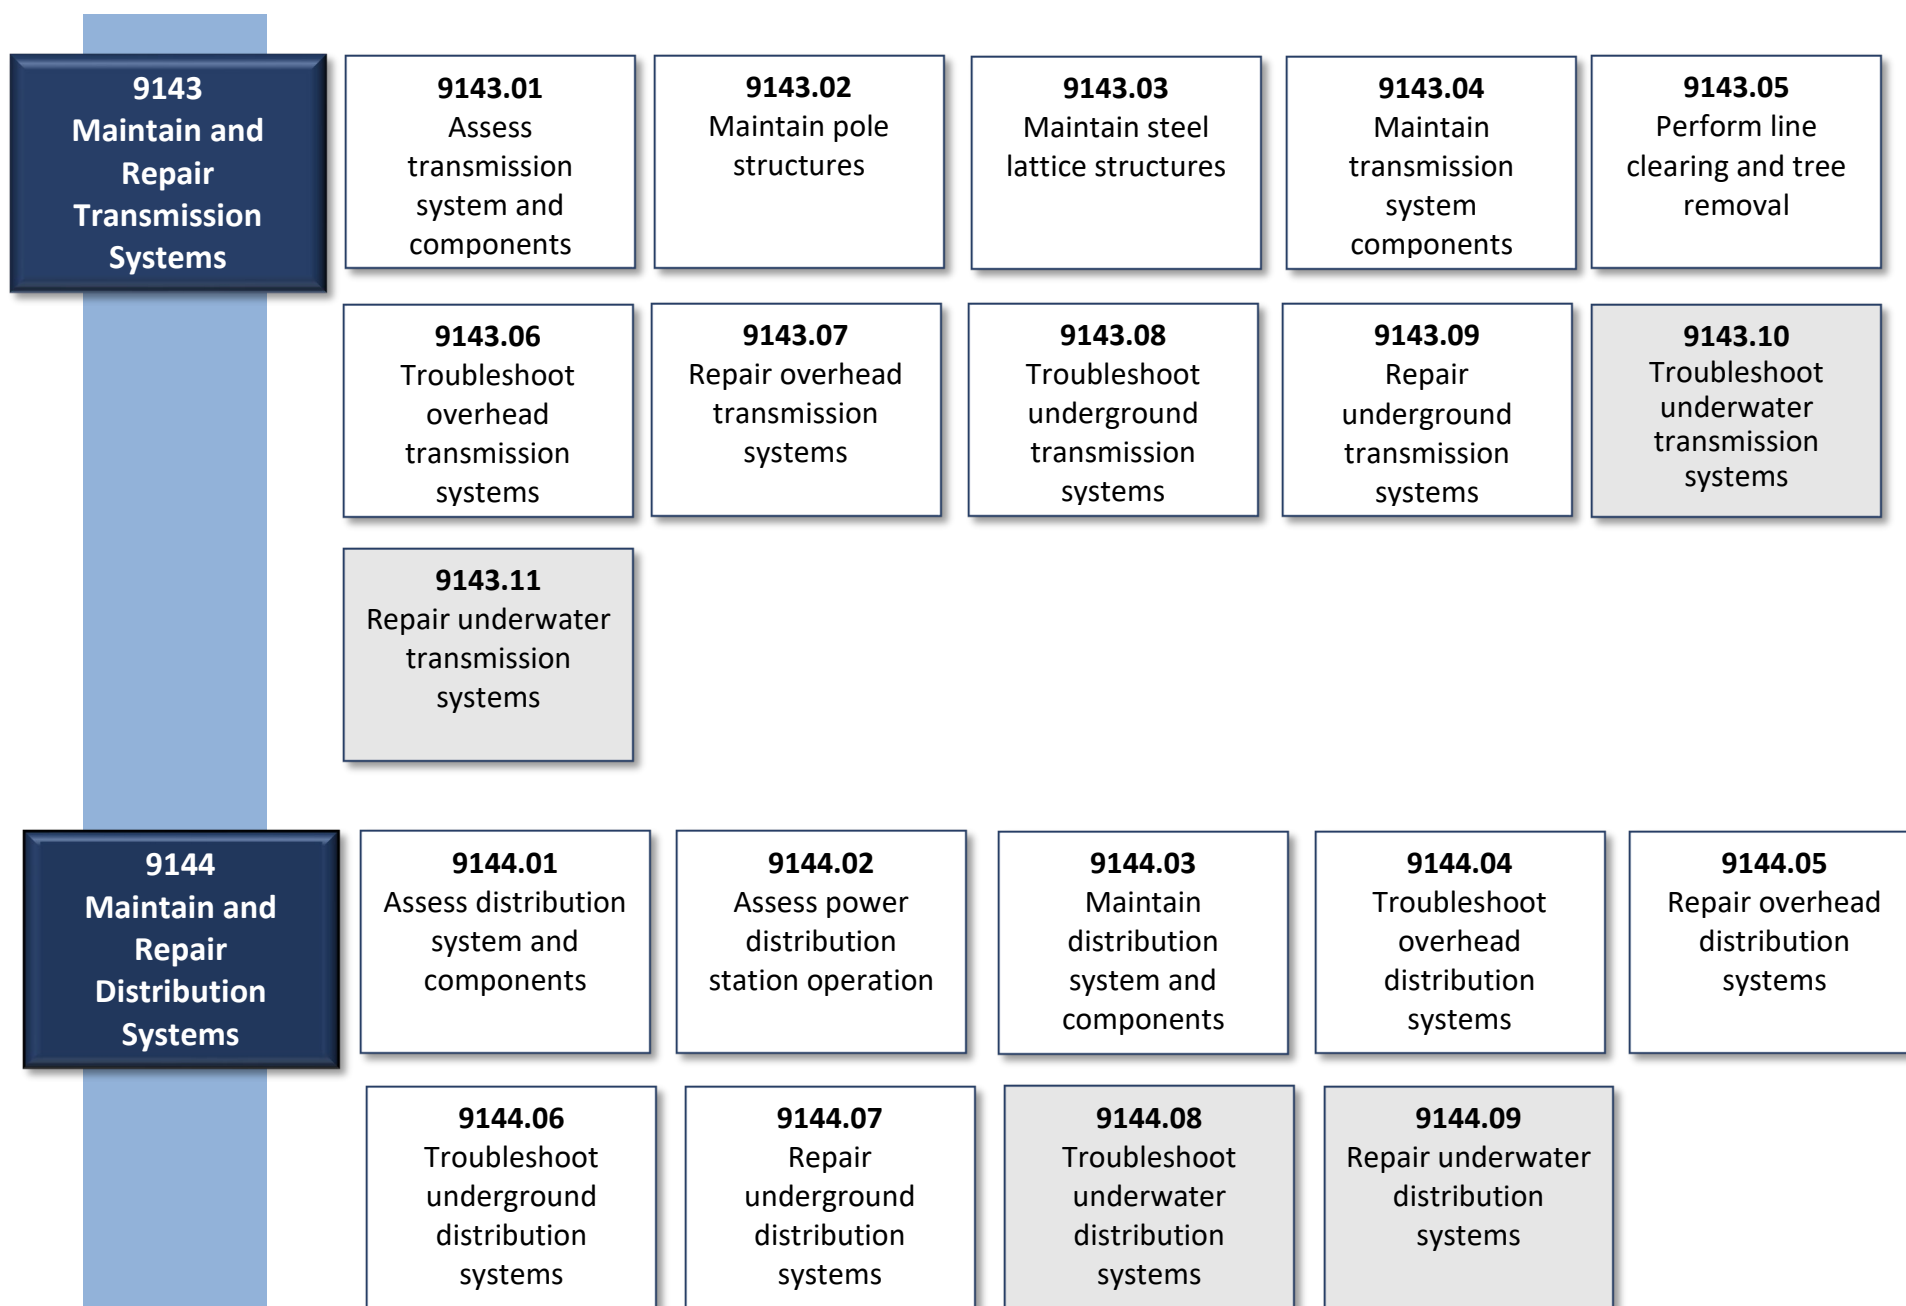 9143
Maintain and
Repair
Transmission
Systems
9143.01
Assess
transmission
system and
components
9143.02
Maintain pole
structures
9143.03
Maintain steel
lattice structures
9143.04
Maintain
transmission
system
components
9143.05
Perform line
clearing and tree
removal
9143.06
Troubleshoot
overhead
transmission
systems
9143.07
Repair overhead
transmission
systems
9143.08
Troubleshoot
underground
transmission
systems
9143.09
Repair
underground
transmission
systems
9143.10
Troubleshoot
underwater
transmission
systems
9143.11
Repair underwater
transmission
systems
9144
Maintain and
Repair
Distribution
Systems
9144.01
Assess distribution
system and
components
9144.02
Assess power
distribution
station operation
9144.03
Maintain
distribution
system and
components
9144.04
Troubleshoot
overhead
distribution
systems
9144.05
Repair overhead
distribution
systems
9144.06
Troubleshoot
underground
distribution
systems
9144.07
Repair
underground
distribution
systems
9144.08
Troubleshoot
underwater
distribution
systems
9144.09
Repair underwater
distribution
systems